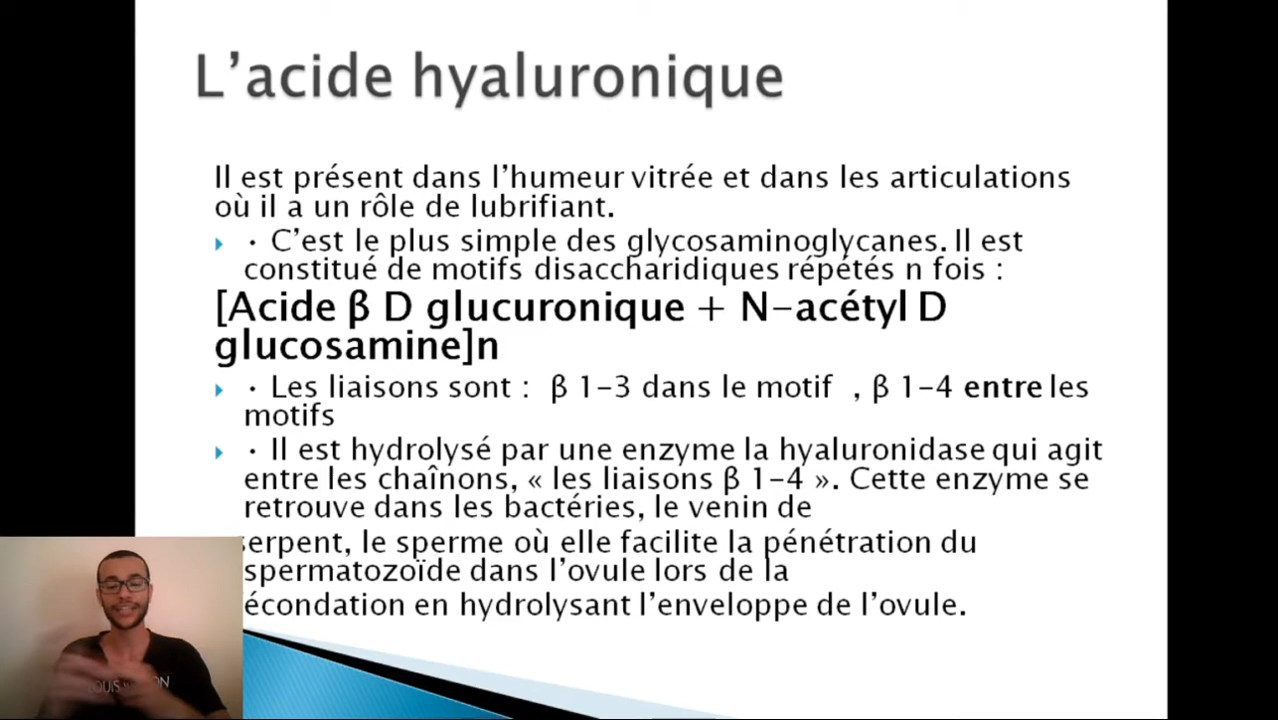 L'acide hyaluronique
Il est présent dans l'humeur vitrée et dans les articulations
où il a un rôle de lubrifiant.
• C'est le plus simple des glycosaminoglycanes. Il est
constitué de motifs disaccharidiques répétés n fois :
[Acide β D glucuronique + N-acétyl D
glucosamine]n
• Les liaisons sont : β 1-3 dans le motif , β 1-4 entre les
motifs
• Il est hydrolysé par une enzyme la hyaluronidase qui agit
entre les chaînons, « les liaisons β 1-4 ». Cette enzyme se
retrouve dans les bactéries, le venin de
serpent, le sperme où elle facilite la pénétration du
spermatozoïde dans l'ovule lors de la
écondation en hydrolysant l'enveloppe de l'ovule.
LOUIS